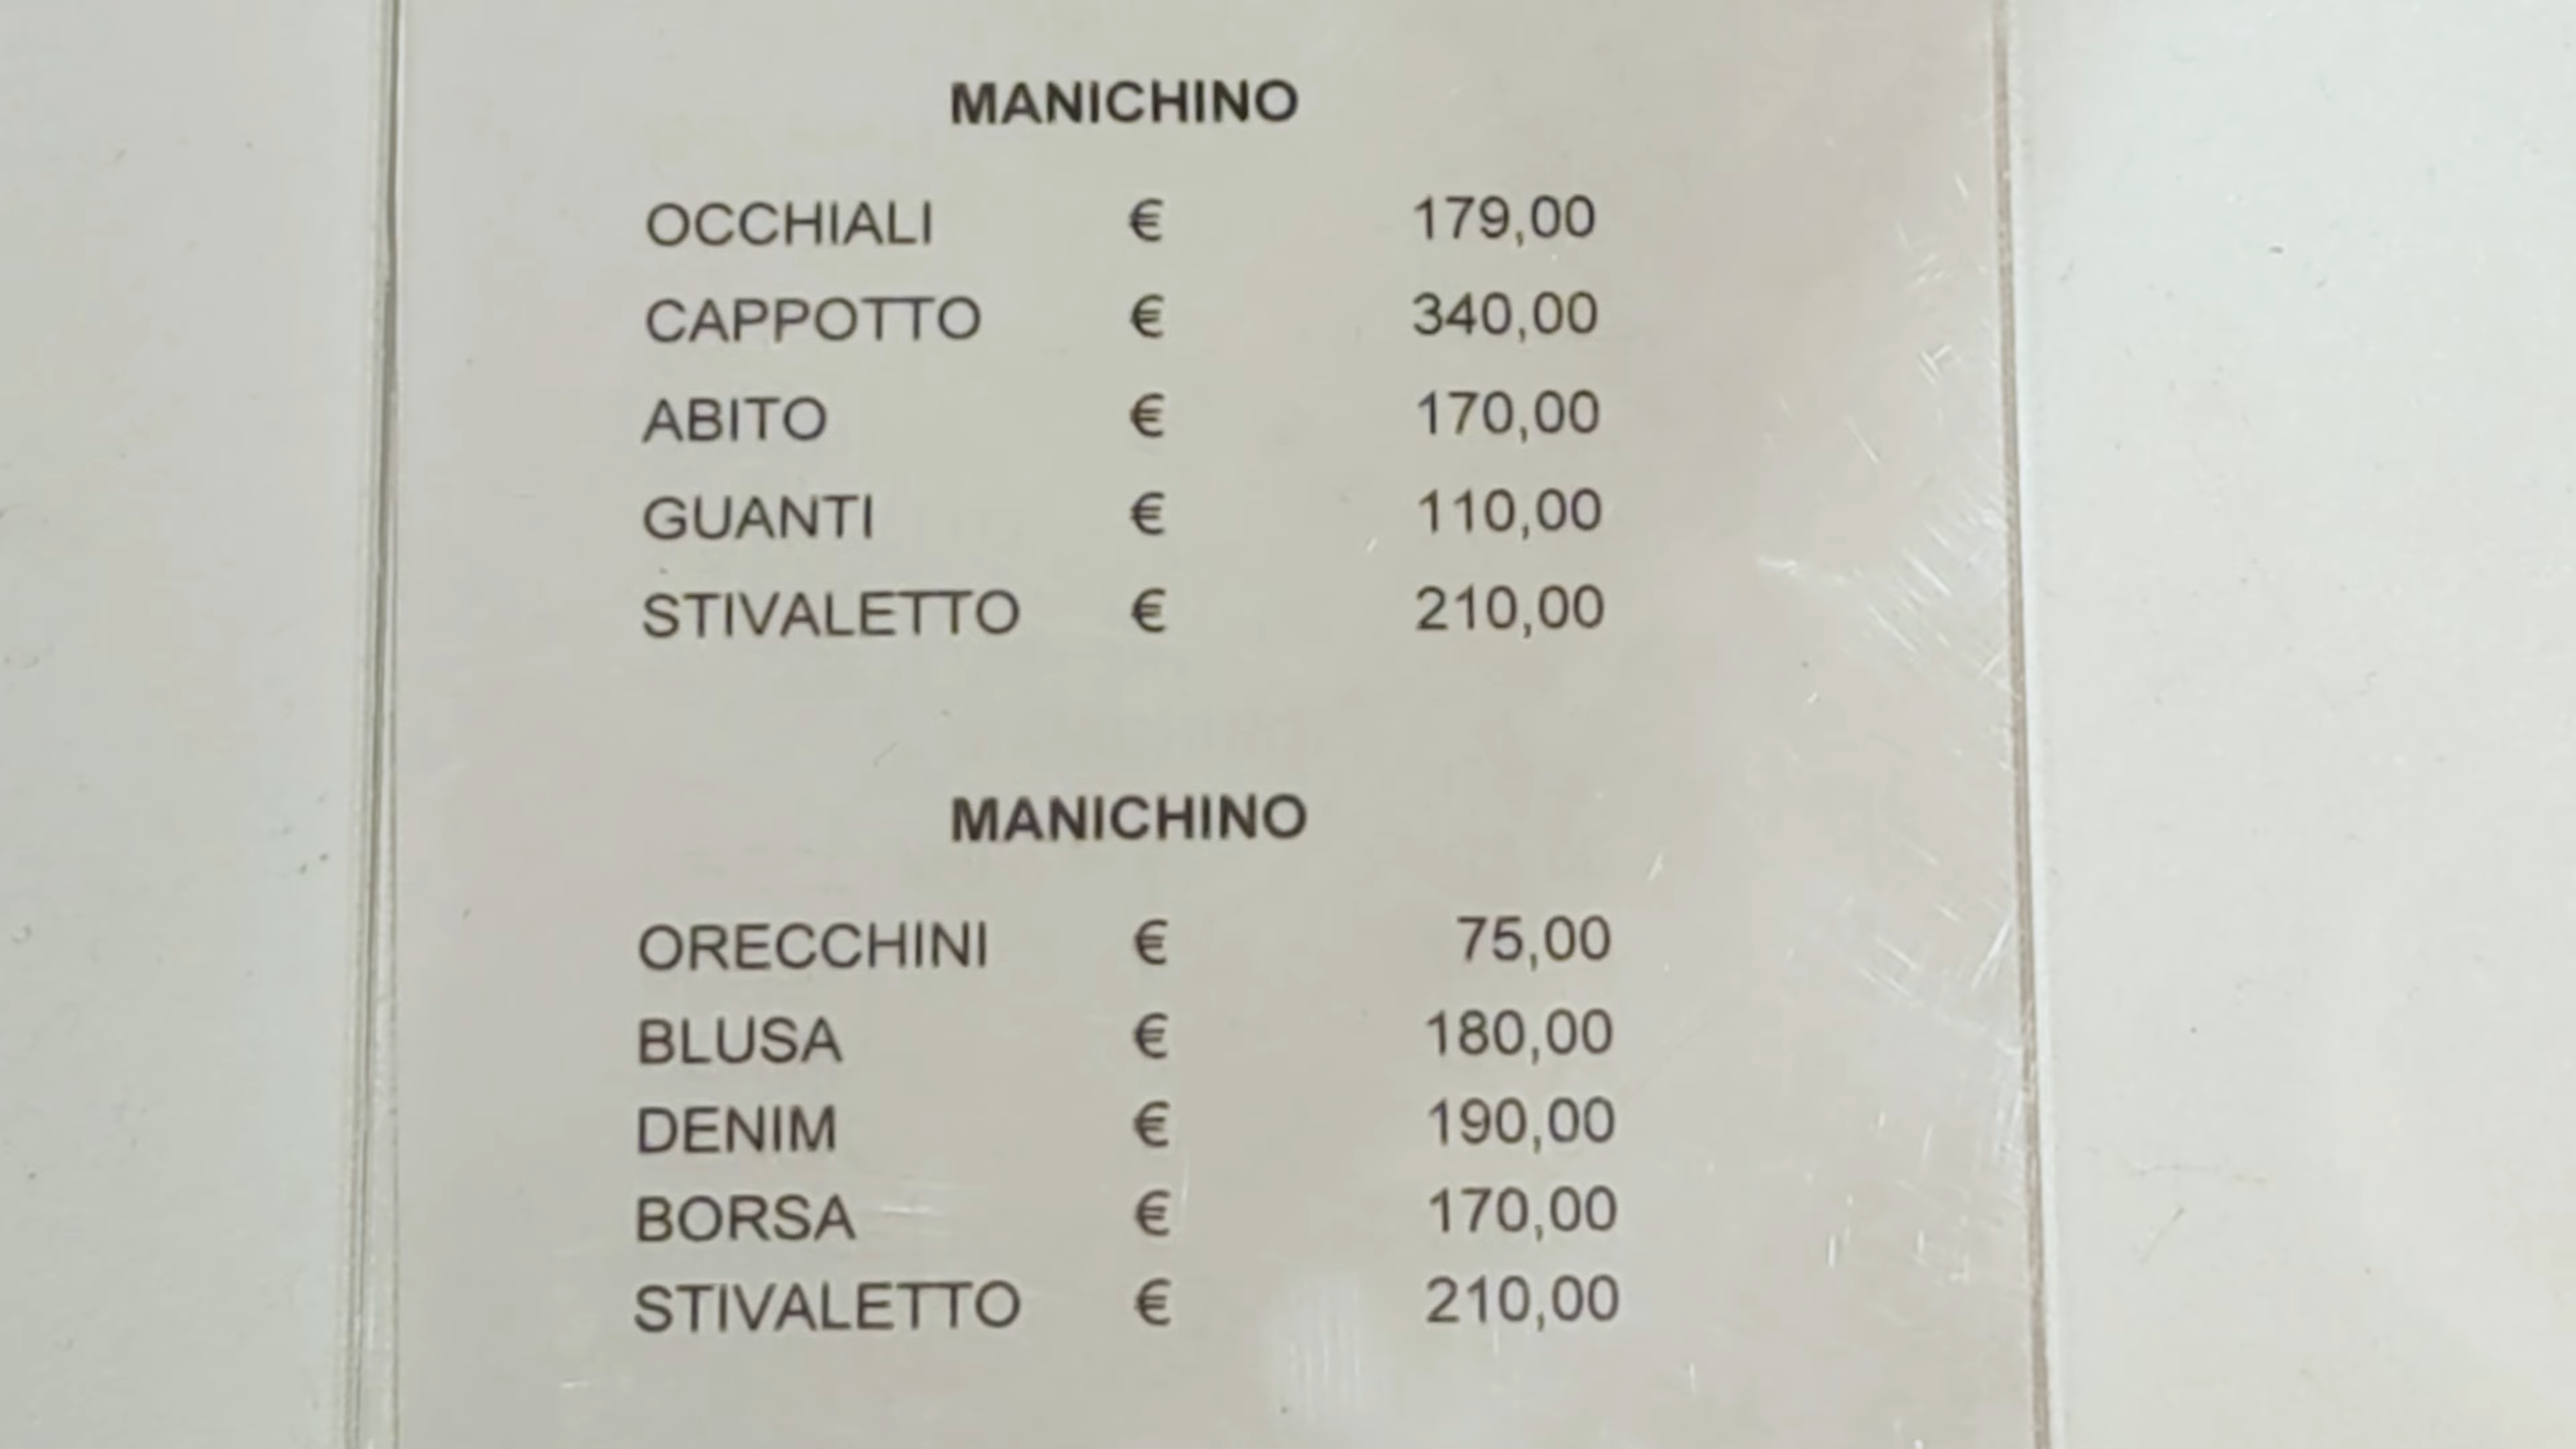 MANICHINO
OCCHIALI € 179,00
CAPPOTTO € 340,00
ABITO € 170,00
GUANTI € 110,00
STIVALETTO € 210,00
MANICHINO
ORECCHINI € 75,00
BLUSA € 180,00
DENIM € 190,00
BORSA € 170,00
STIVALETTO € 210,00